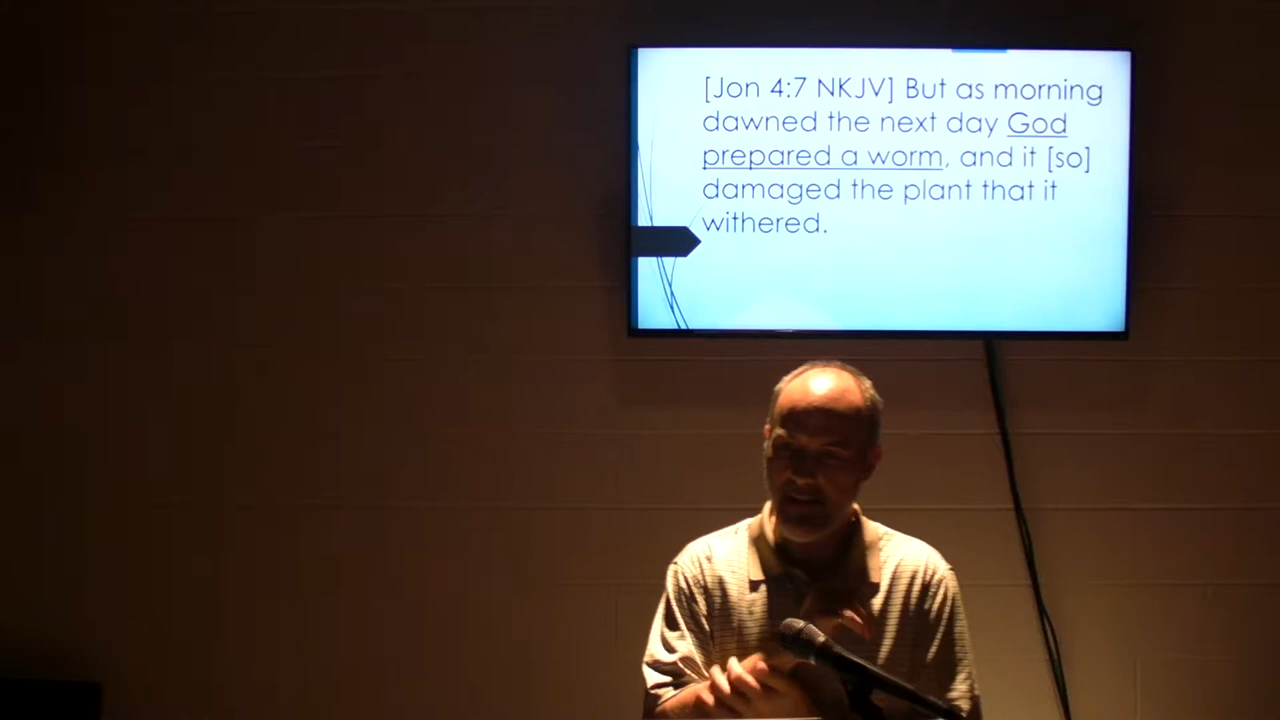 [Jon 4:7 NKJV] But as morning
dawned the next day God
prepared a worm, and it [so]
damaged the plant that it
withered.